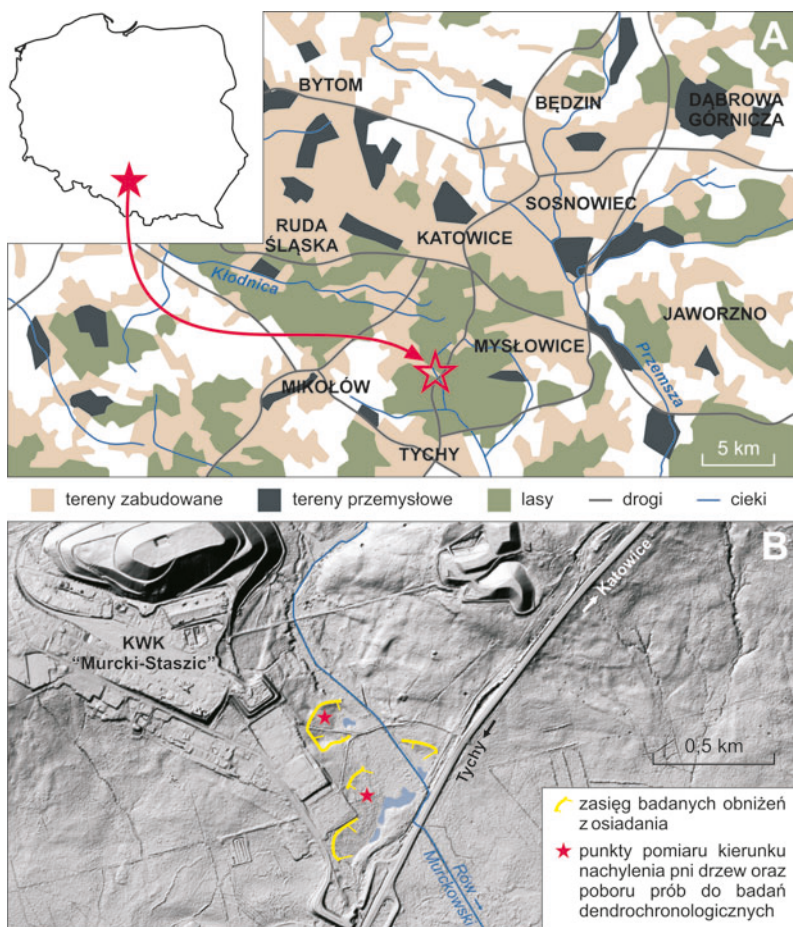 A
BYTOM
BĘDZIN
DĄBROWA
GÓRNICZA
SOSNOWIEC
RUDA
ŚLĄSKA
KATOWICE
Kłodnica
JAWORZNO
MYSŁOWICE
MIKOŁÓW
Przemsza
TYCHY
5 km
tereny zabudowane
tereny przemysłowe
lasy
drogi
cieki
B
Katowice
KWK
"Murcki-Staszic"
Tychy
0,5 km
zasięg badanych obniżeń
z osiadania
punkty pomiaru kierunku
nachylenia pni drzew oraz
poboru prób do badań
dendrochronologicznych
Rów
Murckowski